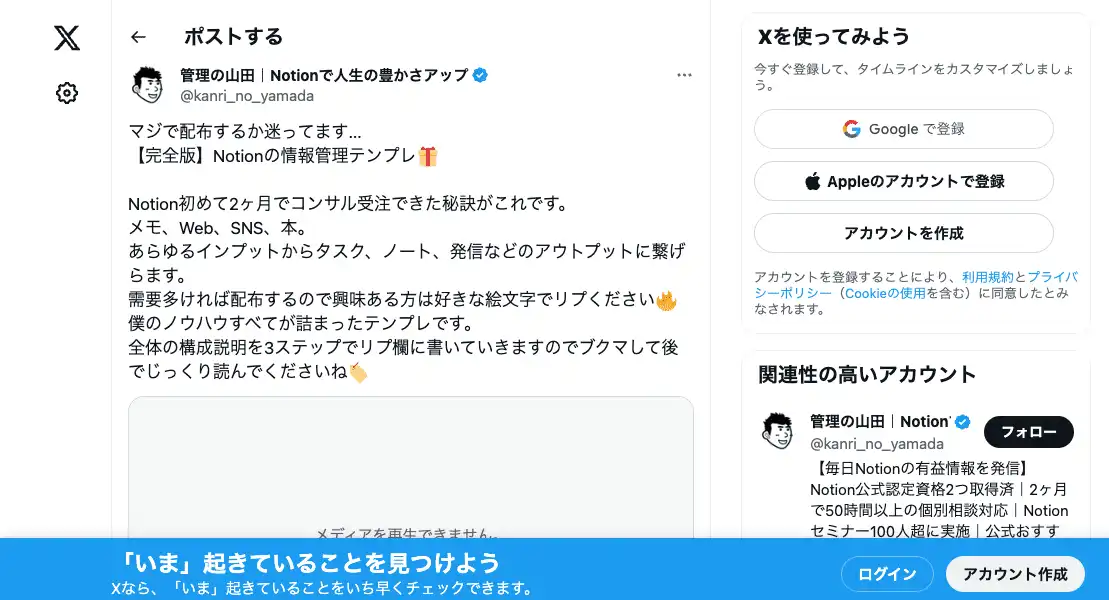 ポストする
管理の山田｜Notionで人生の豊かさアップ
@kanri_no_yamada
マジで配布するか迷ってます...
【完全版】Notionの情報管理テンプレ🎁
Notion初めて2ヶ月でコンサル受注できた秘訣がこれです。
メモ、Web、SNS、本。
あらゆるインプットからタスク、ノート、発信などのアウトプットに繋げ
らます。
需要多ければ配布するので興味ある方は好きな絵文字でリプください🔥
僕のノウハウすべてが詰まったテンプレです。
全体の構成説明を3ステップでリプ欄に書いていきますのでブクマして後
でじっくり読んでくださいね🏷️
メディアを再生できません。
Xを使ってみよう
今すぐ登録して、タイムラインをカスタマイズしましょ
う。
Google で登録
Appleのアカウントで登録
アカウントを作成
アカウントを登録することにより、利用規約とプライバ
シーポリシー（Cookieの使用を含む）に同意したとみ
なされます。
関連性の高いアカウント
管理の山田｜Notion
@kanri_no_yamada
フォロー
【毎日Notionの有益情報を発信】
Notion公式認定資格2つ取得済｜2ヶ月
で50時間以上の個別相談対応｜Notion
セミナー100人超に実施｜公式おすす
「いま」起きていることを見つけよう
Xなら、「いま」起きていることをいち早くチェックできます。
ログイン
アカウント作成